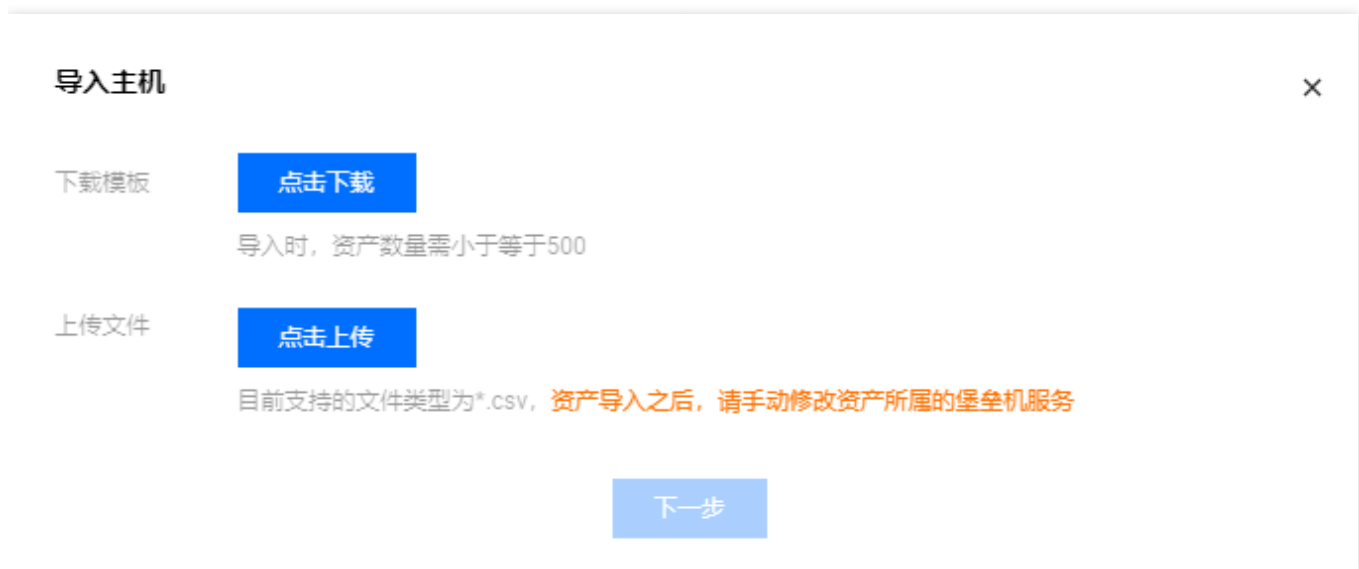 导入主机
×
下载模板
点击下载
导入时，资产数量需小于等于500
上传文件
点击上传
目前支持的文件类型为*.csv，资产导入之后，请手动修改资产所属的堡垒机服务
下一步